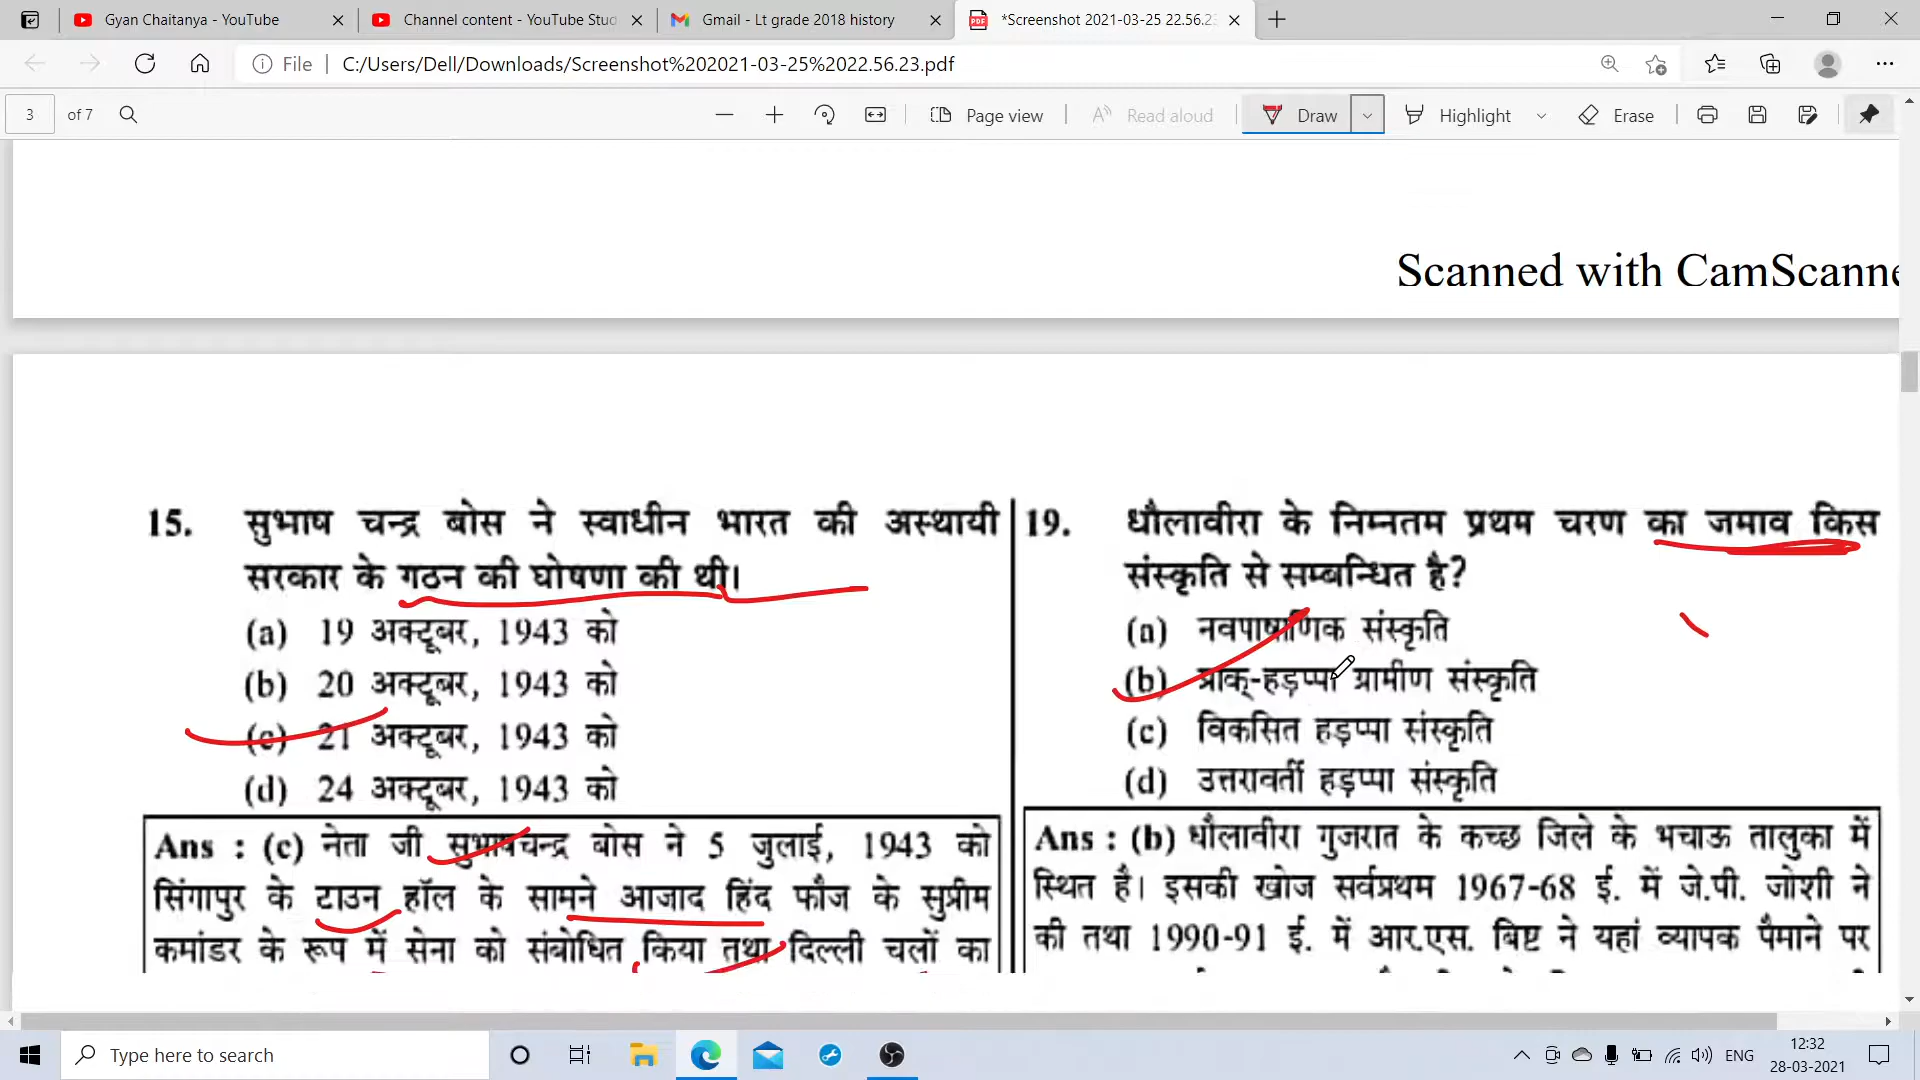 Gyan Chaitanya - YouTube
Channel content - YouTube Stud
Gmail - Lt grade 2018 history
*Screenshot 2021-03-25 22.56.23
File
C:/Users/Dell/Downloads/Screenshot%202021-03-25%2022.56.23.pdf
3 of 7
Page view
Read aloud
Draw
Highlight
Erase
Scanned with CamScanne
15. सुभाष चन्द्र बोस ने स्वाधीन भारत की अस्थायी
सरकार के गठन की घोषणा की थी।
(a) 19 अक्टूबर, 1943 को
(b) 20 अक्टूबर, 1943 को
(c) 21 अक्टूबर, 1943 को
(d) 24 अक्टूबर, 1943 को
Ans : (c) नेता जी सुभाषचन्द्र बोस ने 5 जुलाई, 1943 को
सिंगापुर के टाउन हॉल के सामने आजाद हिंद फौज के सुप्रीम
कमांडर के रूप में सेना को संबोधित किया तथा दिल्ली चलों का
19. धौलावीरा के निम्नतम प्रथम चरण का जमाव किस
संस्कृति से सम्बन्धित है?
(a) नवपाषाणिक संस्कृति
(b) प्राक्-हड़प्पा ग्रामीण संस्कृति
(c) विकसित हड़प्पा संस्कृति
(d) उत्तरावर्ती हड़प्पा संस्कृति
Ans : (b) धौलावीरा गुजरात के कच्छ जिले के भचाऊ तालुका में
स्थित है। इसकी खोज सर्वप्रथम 1967-68 ई. में जे.पी. जोशी ने
की तथा 1990-91 ई. में आर.एस. बिष्ट ने यहां व्यापक पैमाने पर
Type here to search
ENG
12:32
28-03-2021